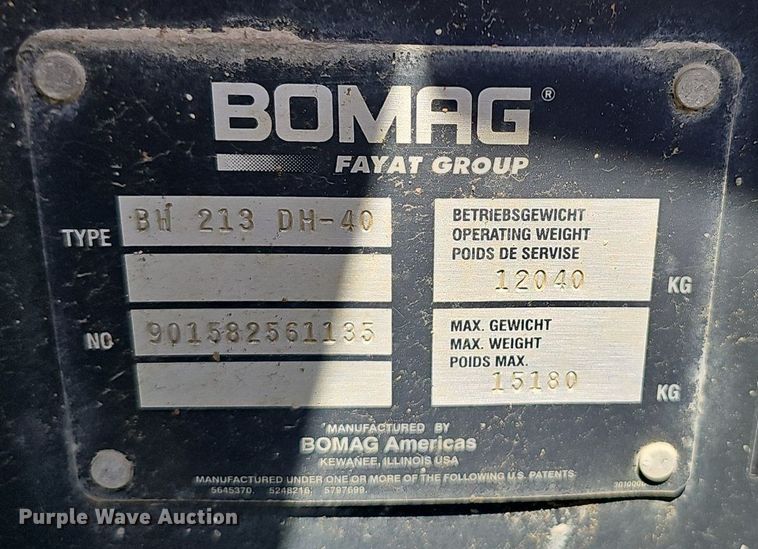 BOMAG®
FAYAT GROUP
TYPE BW 213 DH-40
BETRIEBSGEWICHT
OPERATING WEIGHT
POIDS DE SERVISE
12040 KG
NO 901582561135
MAX. GEWICHT
MAX. WEIGHT
POIDS MAX.
15180 KG
MANUFACTURED BY
BOMAG Americas
KEWANEE, ILLINOIS USA
MANUFACTURED UNDER ONE OR MORE OF THE FOLLOWING U.S. PATENTS
5645370. 5248216. 5797699.
Purple Wave Auction